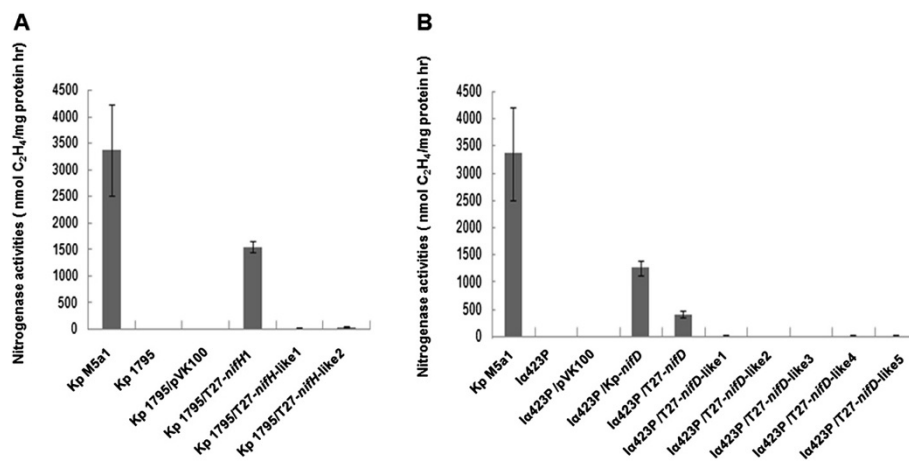 A
Nitrogenase activities ( nmol C₂H₄/mg protein hr)
4500
4000
3500
3000
2500
2000
1500
1000
500
0
Kp M5a1
Kp 1795
Kp 1795/pVK100
Kp 1795/T27-nifH1
Kp 1795/T27-nifH-like1
Kp 1795/T27-nifH-like2
B
Nitrogenase activities ( nmol C₂H₄/mg protein hr)
4500
4000
3500
3000
2500
2000
1500
1000
500
0
Kp M5a1
Iα423P
Iα423P /pVK100
Iα423P /Kp-nifD
Iα423P /T27-nifD
Iα423P /T27-nifD-like1
Iα423P /T27-nifD-like2
Iα423P /T27-nifD-like3
Iα423P /T27-nifD-like4
Iα423P /T27-nifD-like5